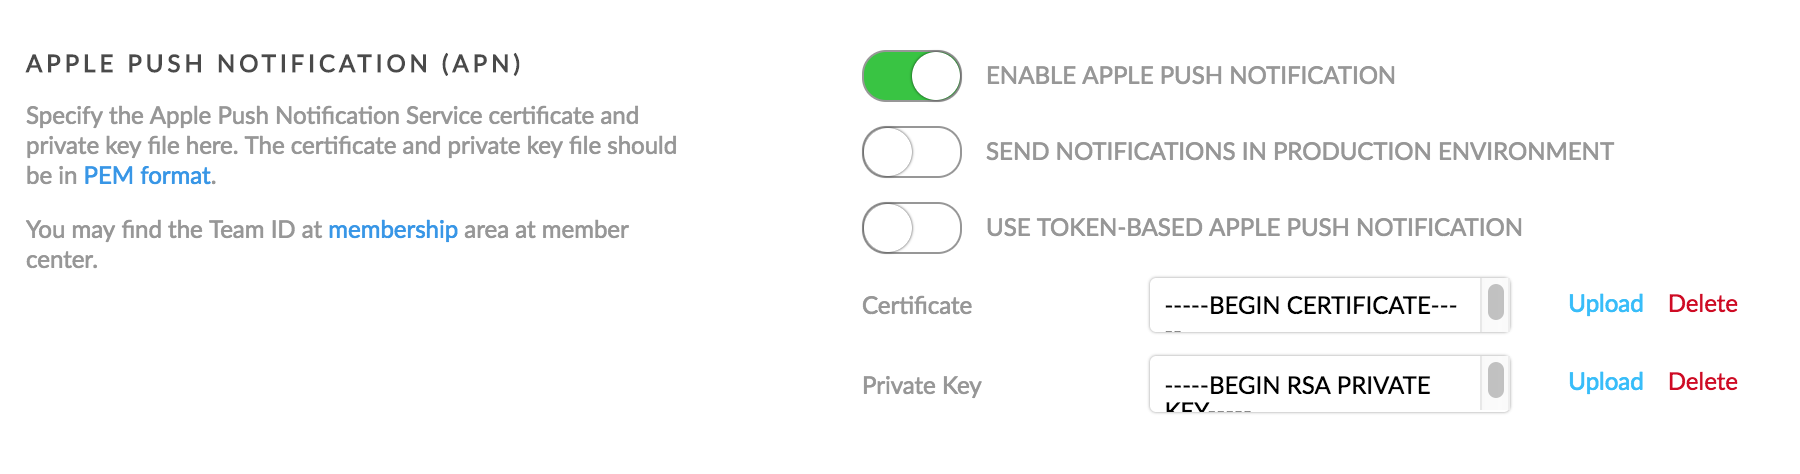 APPLE PUSH NOTIFICATION (APN)
Specify the Apple Push Notification Service certificate and
private key file here. The certificate and private key file should
be in PEM format.
You may find the Team ID at membership area at member
center.
ENABLE APPLE PUSH NOTIFICATION
SEND NOTIFICATIONS IN PRODUCTION ENVIRONMENT
USE TOKEN-BASED APPLE PUSH NOTIFICATION
Certificate
-----BEGIN CERTIFICATE---
--
Upload Delete
Private Key
-----BEGIN RSA PRIVATE
KEY-----
Upload Delete